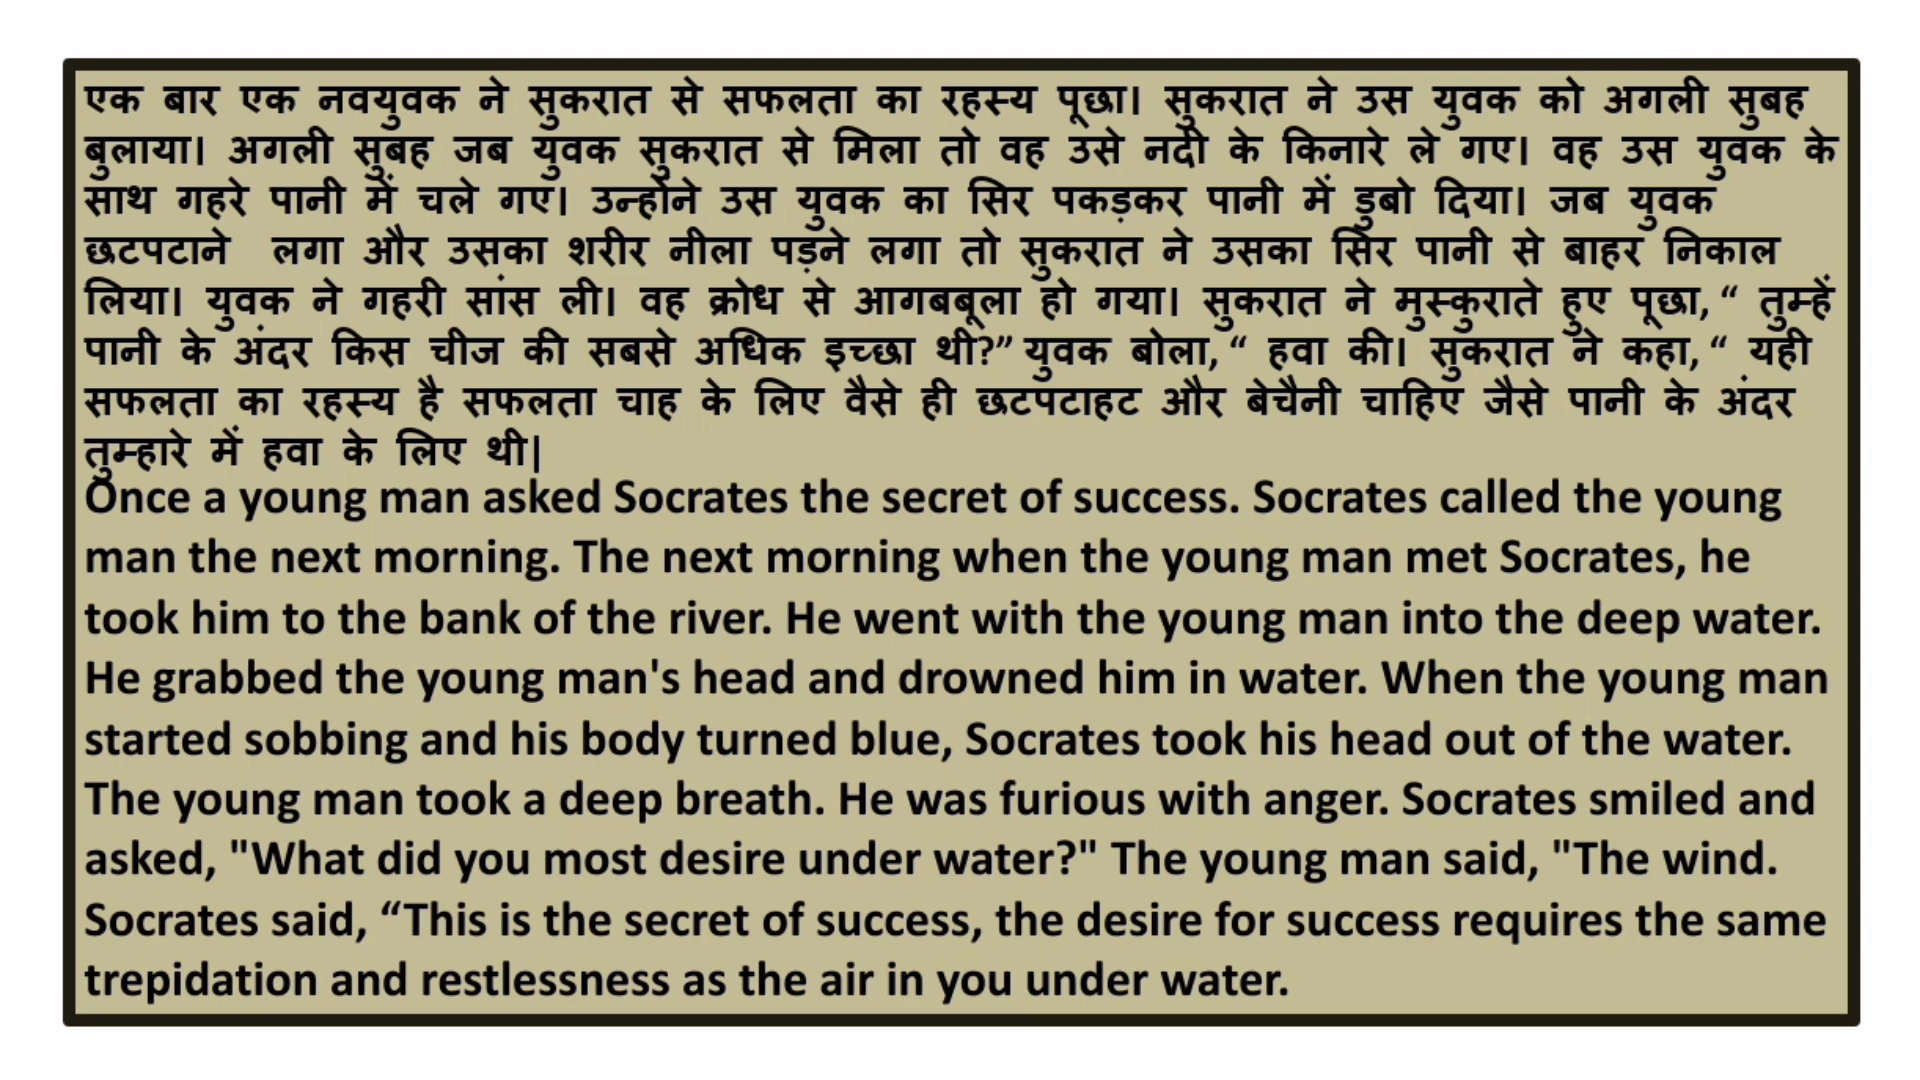 एक बार एक नवयुवक ने सुकरात से सफलता का रहस्य पूछा। सुकरात ने उस युवक को अगली सुबह
बुलाया। अगली सुबह जब युवक सुकरात से मिला तो वह उसे नदी के किनारे ले गए। वह उस युवक के
साथ गहरे पानी में चले गए। उन्होने उस युवक का सिर पकड़कर पानी में डुबो दिया। जब युवक
छटपटाने लगा और उसका शरीर नीला पड़ने लगा तो सुकरात ने उसका सिर पानी से बाहर निकाल
लिया। युवक ने गहरी सांस ली। वह क्रोध से आगबबूला हो गया। सुकरात ने मुस्कुराते हुए पूछा, “ तुम्हें
पानी के अंदर किस चीज की सबसे अधिक इच्छा थी?” युवक बोला, “ हवा की। सुकरात ने कहा, “ यही
सफलता का रहस्य है सफलता चाह के लिए वैसे ही छटपटाहट और बेचैनी चाहिए जैसे पानी के अंदर
तुम्हारे में हवा के लिए थी|
Once a young man asked Socrates the secret of success. Socrates called the young
man the next morning. The next morning when the young man met Socrates, he
took him to the bank of the river. He went with the young man into the deep water.
He grabbed the young man's head and drowned him in water. When the young man
started sobbing and his body turned blue, Socrates took his head out of the water.
The young man took a deep breath. He was furious with anger. Socrates smiled and
asked, "What did you most desire under water?" The young man said, "The wind.
Socrates said, “This is the secret of success, the desire for success requires the same
trepidation and restlessness as the air in you under water.